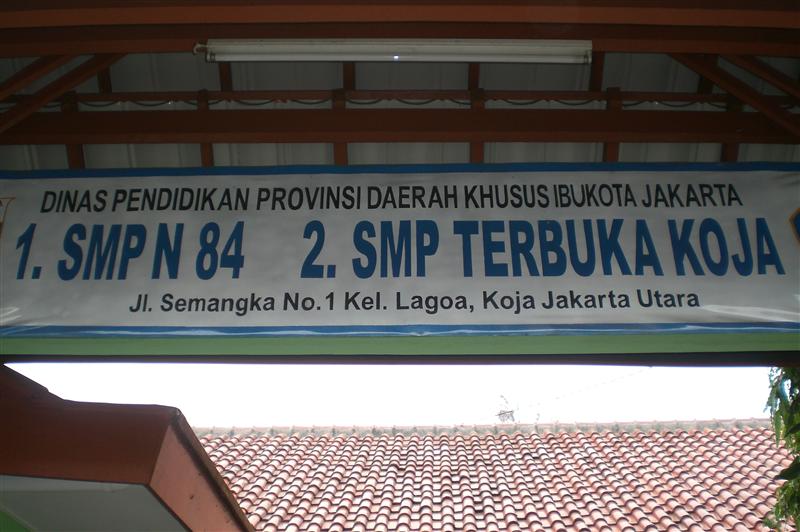 DINAS PENDIDIKAN PROVINSI DAERAH KHUSUS IBUKOTA JAKARTA
1. SMP N 84 2. SMP TERBUKA KOJA
Jl. Semangka No.1 Kel. Lagoa, Koja Jakarta Utara